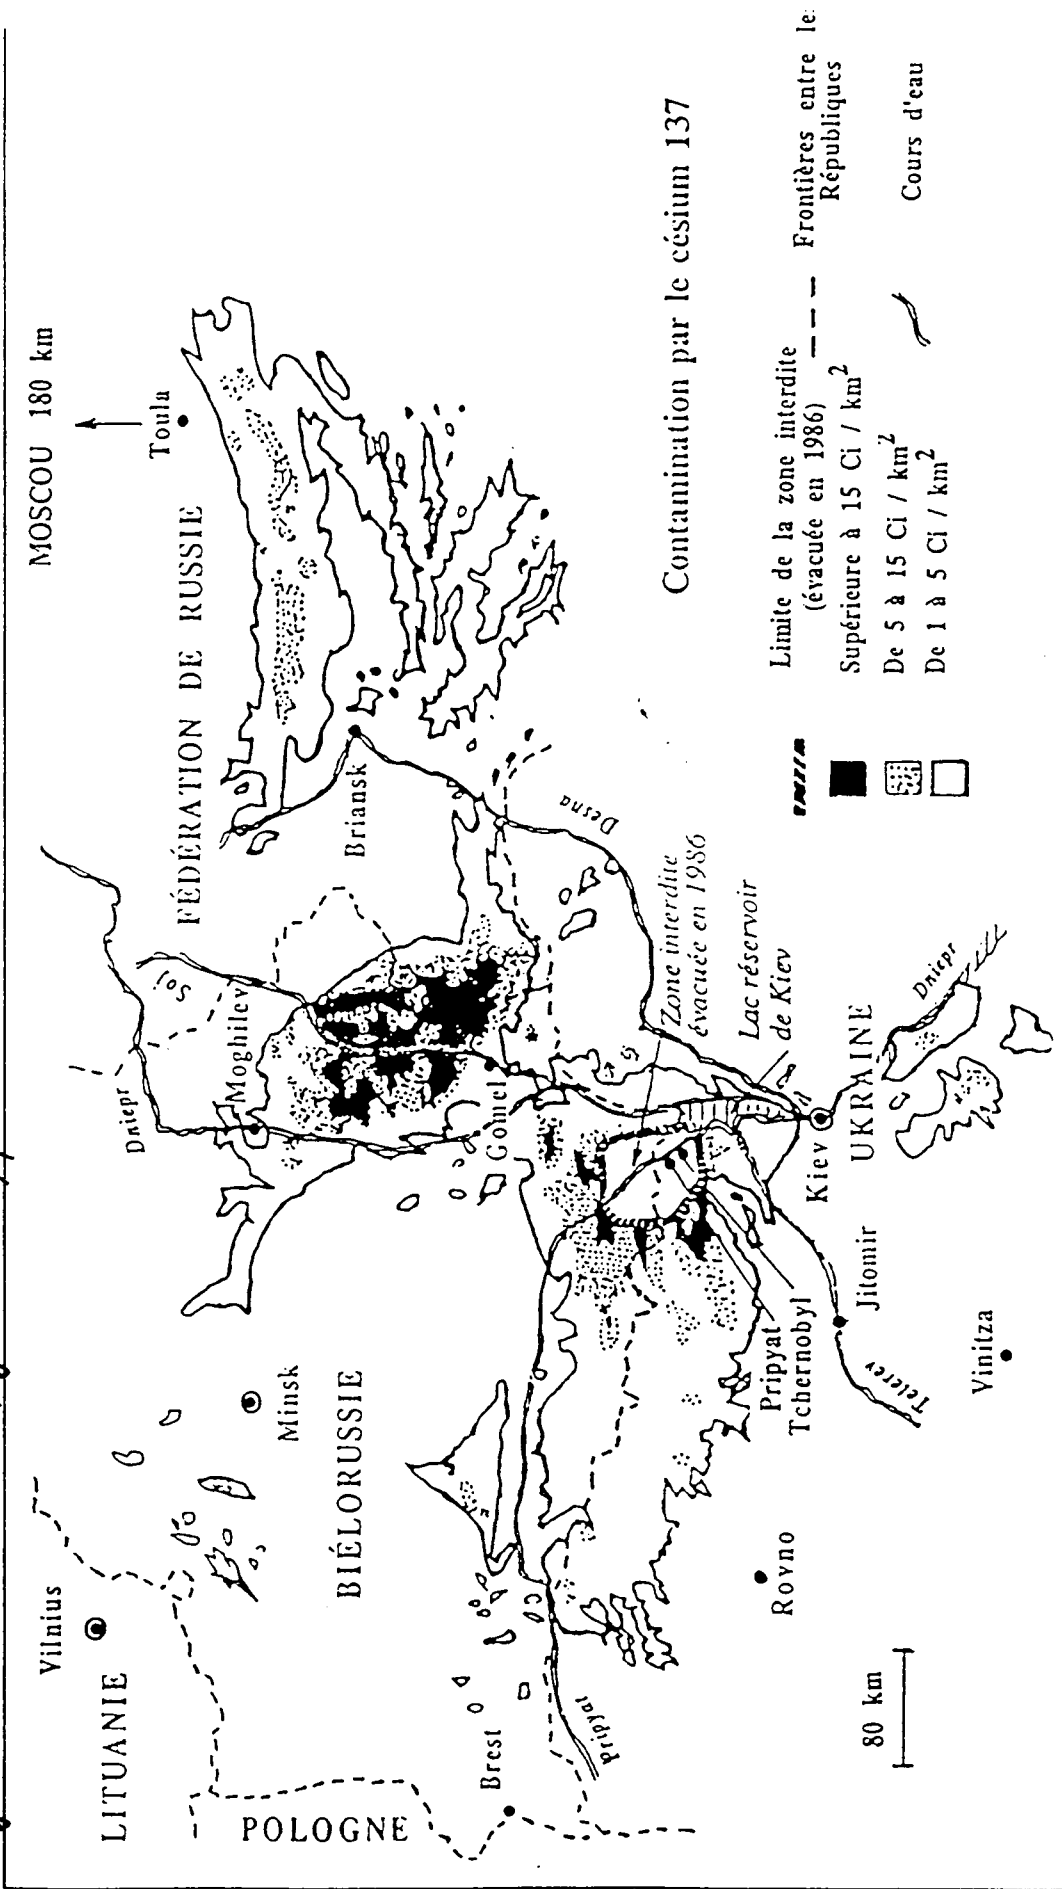 MOSCOU 180 km
Toula
FÉDÉRATION DE RUSSIE
Vilnius
LITUANIE
POLOGNE
Minsk
BIÉLORUSSIE
Brest
Pripyat
Dniepr
Moghilev
Soj
Briansk
Gomel
Desna
Zone interdite
évacuée en 1986
Lac réservoir
de Kiev
Dniepr
Kiev
UKRAINE
Pripyat
Tchernobyl
Jitomir
Teterev
Vinitza
Rovno
80 km
Contamination par le césium 137
Limite de la zone interdite
(évacuée en 1986)
Supérieure à 15 Ci / km2
De 5 à 15 Ci / km2
De 1 à 5 Ci / km2
Frontières entre le
Républiques
Cours d'eau